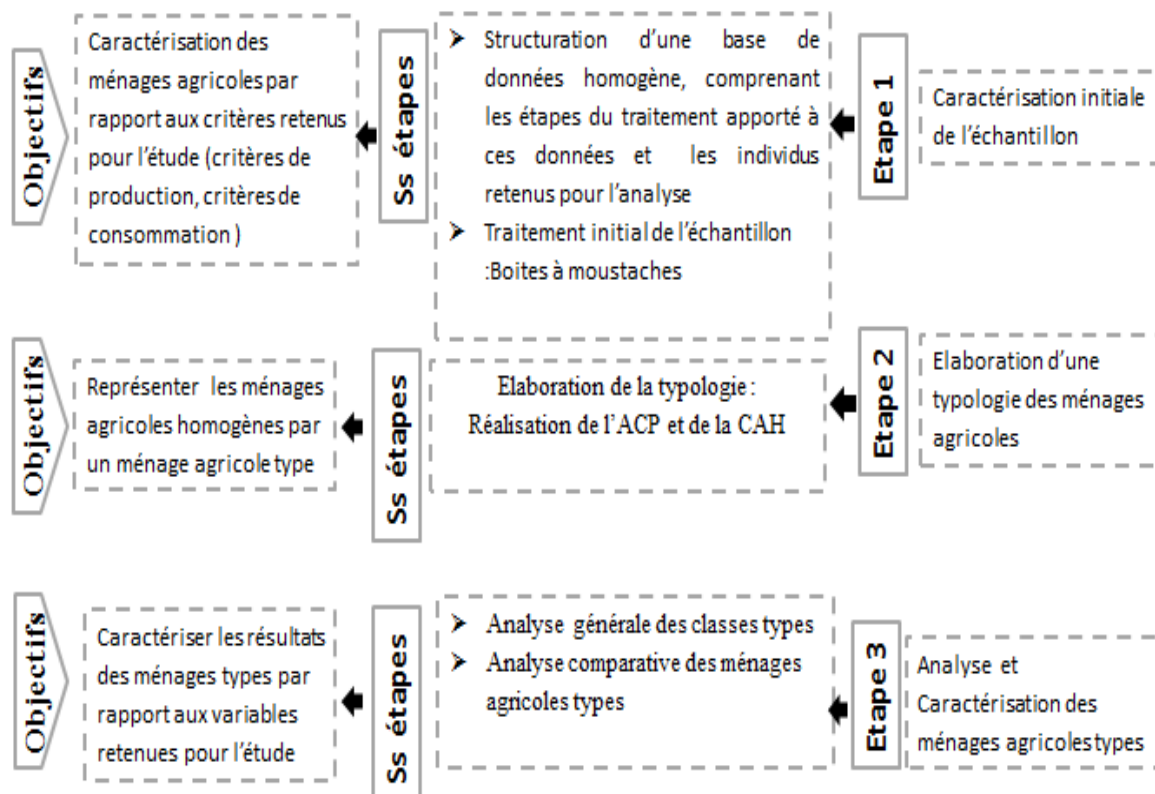 Objectifs
Caractérisation des
ménages agricoles par
rapport aux critères retenus
pour l'étude (critères de
production, critères de
consommation )
Ss étapes
➢ Structuration d'une base de
données homogène, comprenant
les étapes du traitement apporté à
ces données et les individus
retenus pour l'analyse
➢ Traitement initial de l'échantillon
:Boites à moustaches
Etape 1
Caractérisation initiale
de l'échantillon
Objectifs
Représenter les ménages
agricoles homogènes par
un ménage agricole type
Ss étapes
Elaboration de la typologie :
Réalisation de l'ACP et de la CAH
Etape 2
Elaboration d'une
typologie des ménages
agricoles
Objectifs
Caractériser les résultats
des ménages types par
rapport aux variables
retenues pour l'étude
Ss étapes
➢ Analyse générale des classes types
➢ Analyse comparative des ménages
agricoles types
Etape 3
Analyse et
Caractérisation des
ménages agricoles types